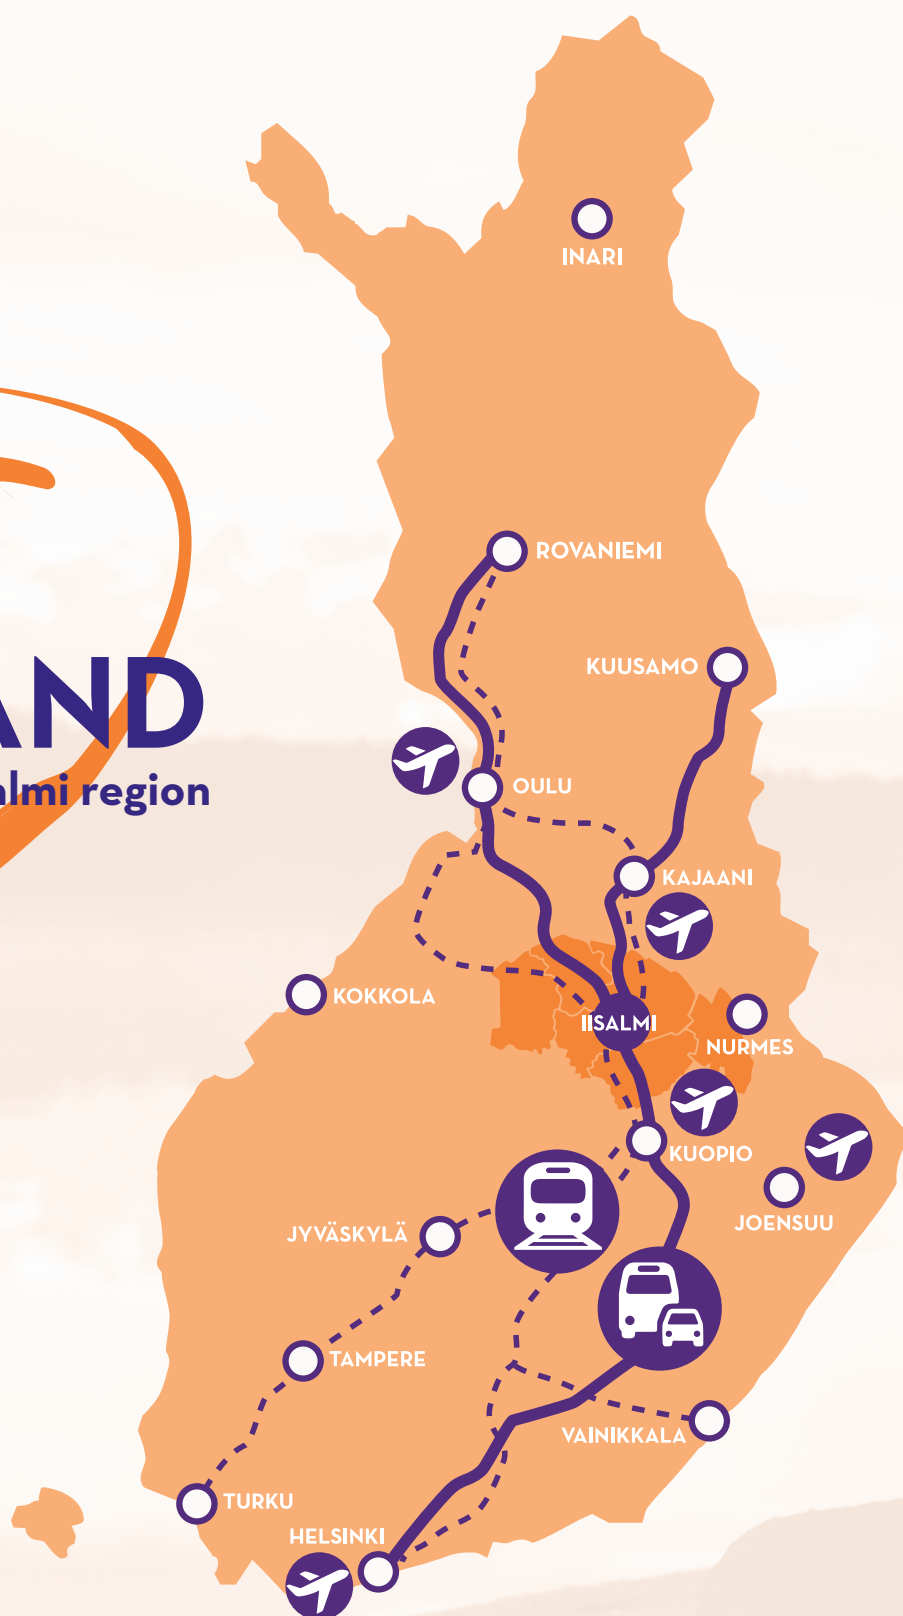 INARI
ROVANIEMI
KUUSAMO
AND
lmi region
OULU
KAJAANI
KOKKOLA
IISALMI
NURMES
KUOPIO
JOENSUU
JYVÄSKYLÄ
TAMPERE
VAINIKKALA
TURKU
HELSINKI